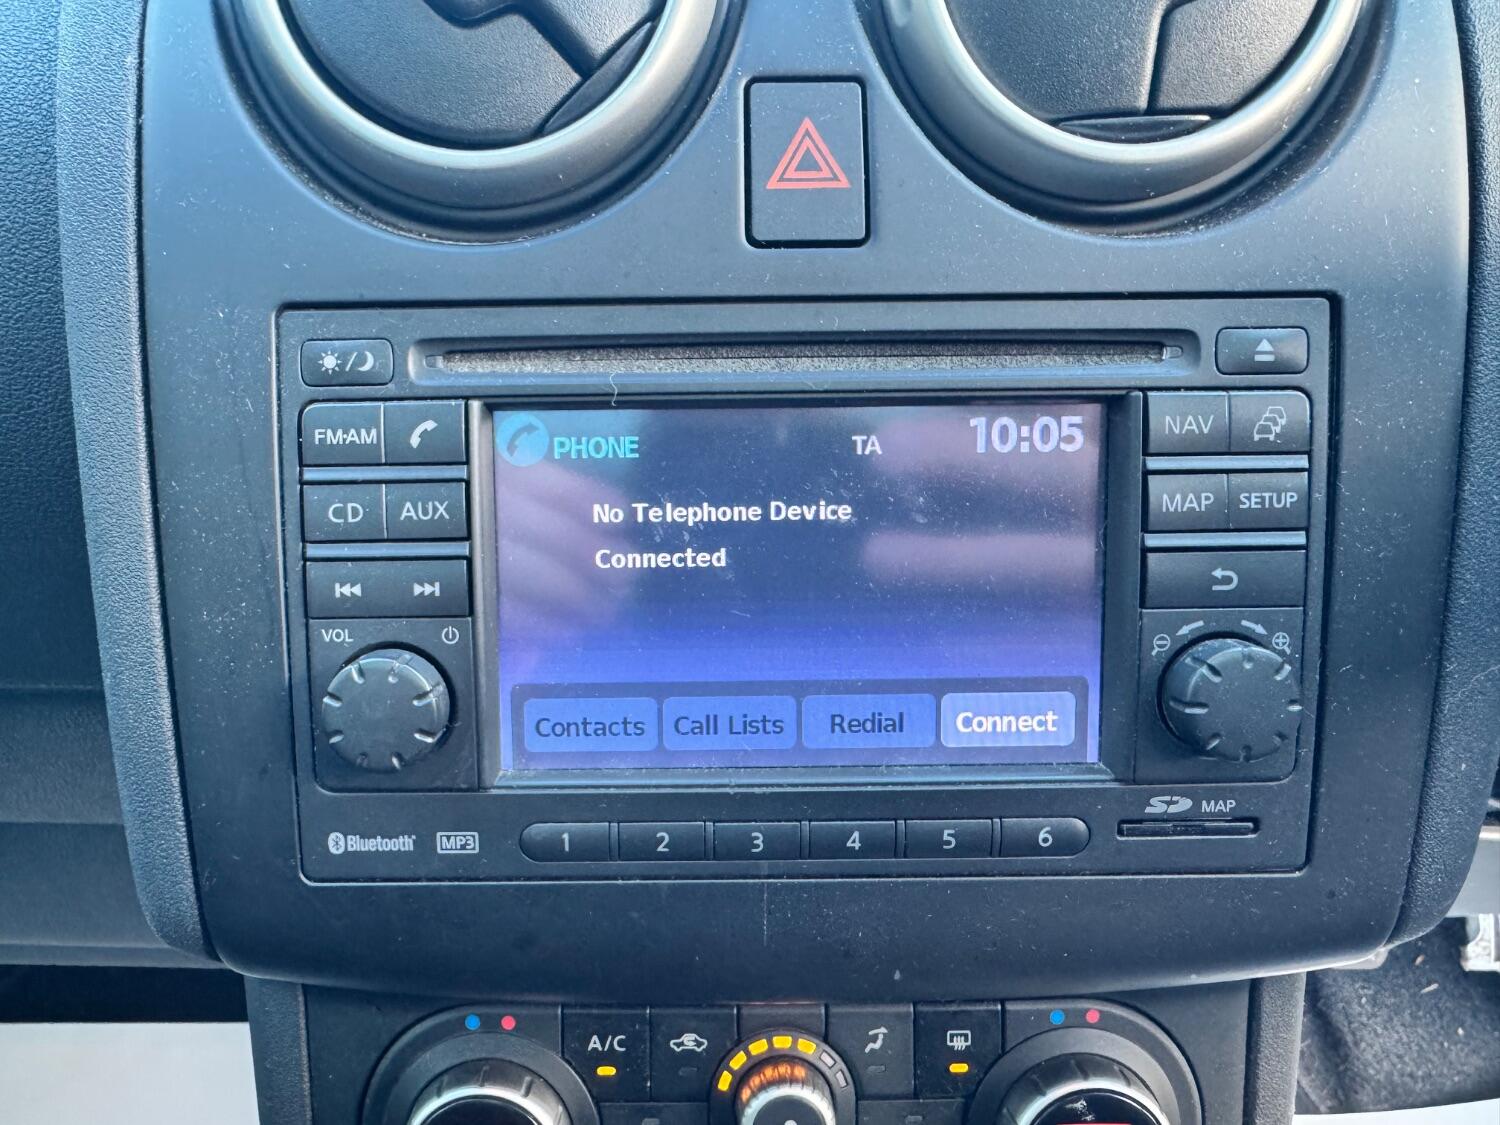 FM·AM
CD
AUX
VOL
PHONE
TA
10:05
No Telephone Device
Connected
Contacts
Call Lists
Redial
Connect
NAV
MAP
SETUP
Bluetooth
MP3
1
2
3
4
5
6
SD
MAP
A/C